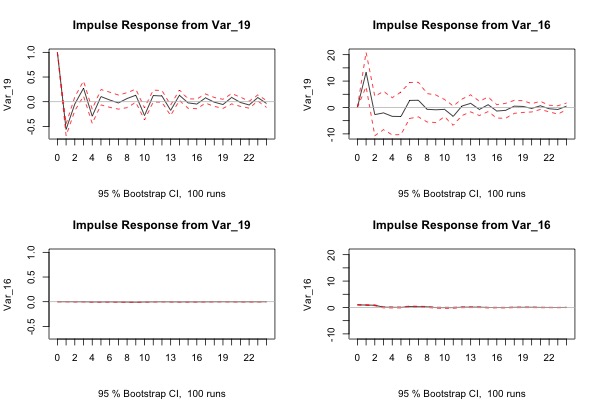 Impulse Response from Var_19
Var_19
1.0
0.5
0.0
-0.5
0 2 4 6 8 10 13 16 19 22
95 % Bootstrap CI,  100 runs
Impulse Response from Var_16
Var_19
20
10
0
-10
0 2 4 6 8 10 13 16 19 22
95 % Bootstrap CI,  100 runs
Impulse Response from Var_19
Var_16
1.0
0.5
0.0
-0.5
0 2 4 6 8 10 13 16 19 22
95 % Bootstrap CI,  100 runs
Impulse Response from Var_16
Var_16
20
10
0
-10
0 2 4 6 8 10 13 16 19 22
95 % Bootstrap CI,  100 runs